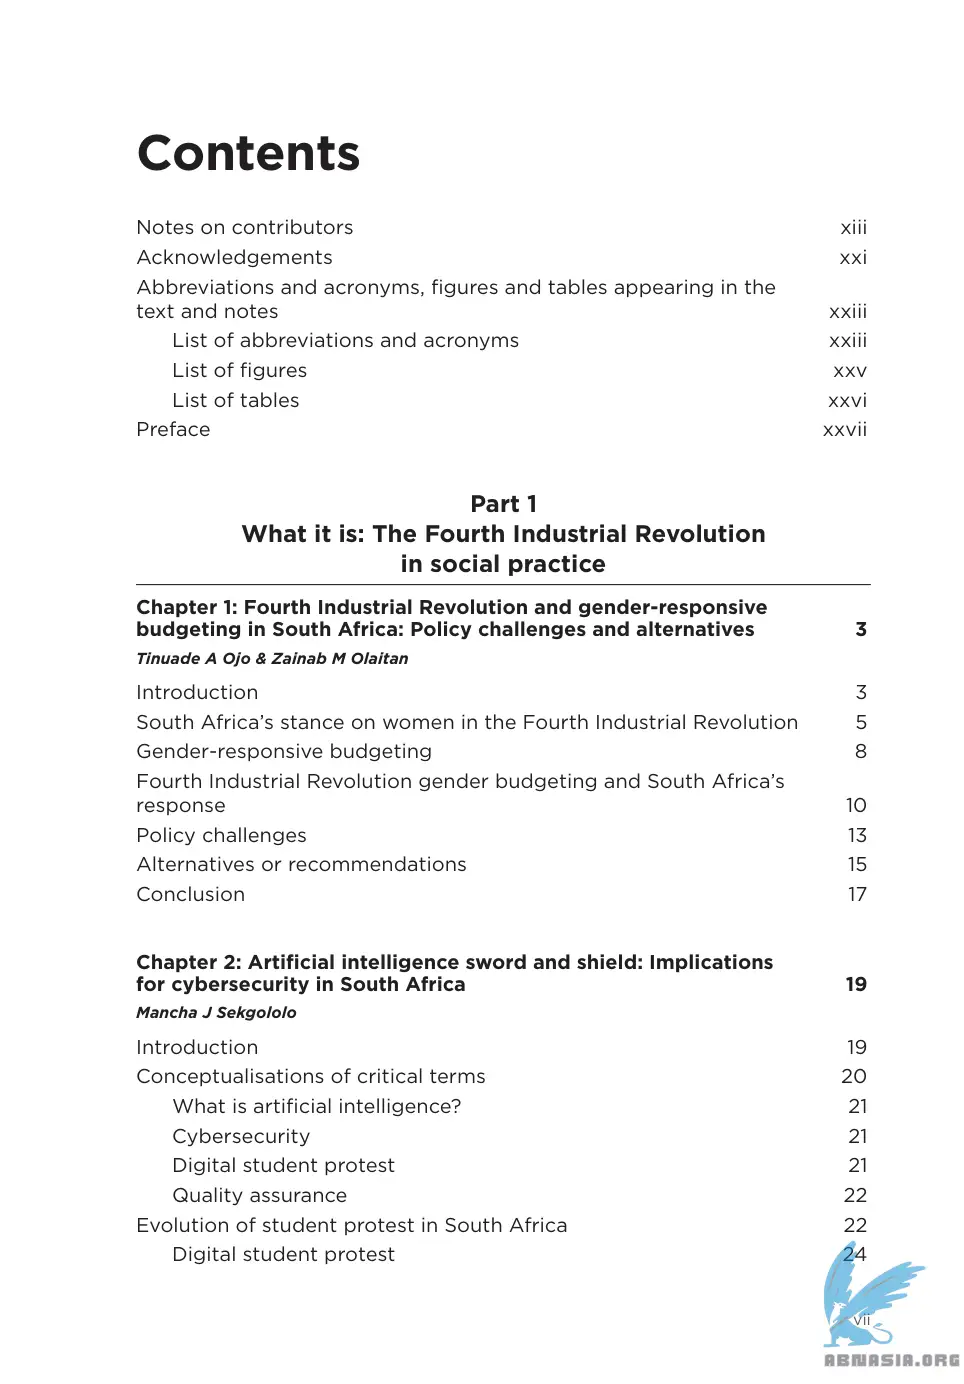 Contents
Notes on contributors xiii
Acknowledgements xxi
Abbreviations and acronyms, figures and tables appearing in the
text and notes xxiii
List of abbreviations and acronyms xxiii
List of figures xxv
List of tables xxvi
Preface xxvii
Part 1
What it is: The Fourth Industrial Revolution
in social practice
Chapter 1: Fourth Industrial Revolution and gender-responsive
budgeting in South Africa: Policy challenges and alternatives 3
Tinuade A Ojo & Zainab M Olaitan
Introduction 3
South Africa’s stance on women in the Fourth Industrial Revolution 5
Gender-responsive budgeting 8
Fourth Industrial Revolution gender budgeting and South Africa’s
response 10
Policy challenges 13
Alternatives or recommendations 15
Conclusion 17
Chapter 2: Artificial intelligence sword and shield: Implications
for cybersecurity in South Africa 19
Mancha J Sekgololo
Introduction 19
Conceptualisations of critical terms 20
What is artificial intelligence? 21
Cybersecurity 21
Digital student protest 21
Quality assurance 22
Evolution of student protest in South Africa 22
Digital student protest 24
vii
ABNASIA.ORG